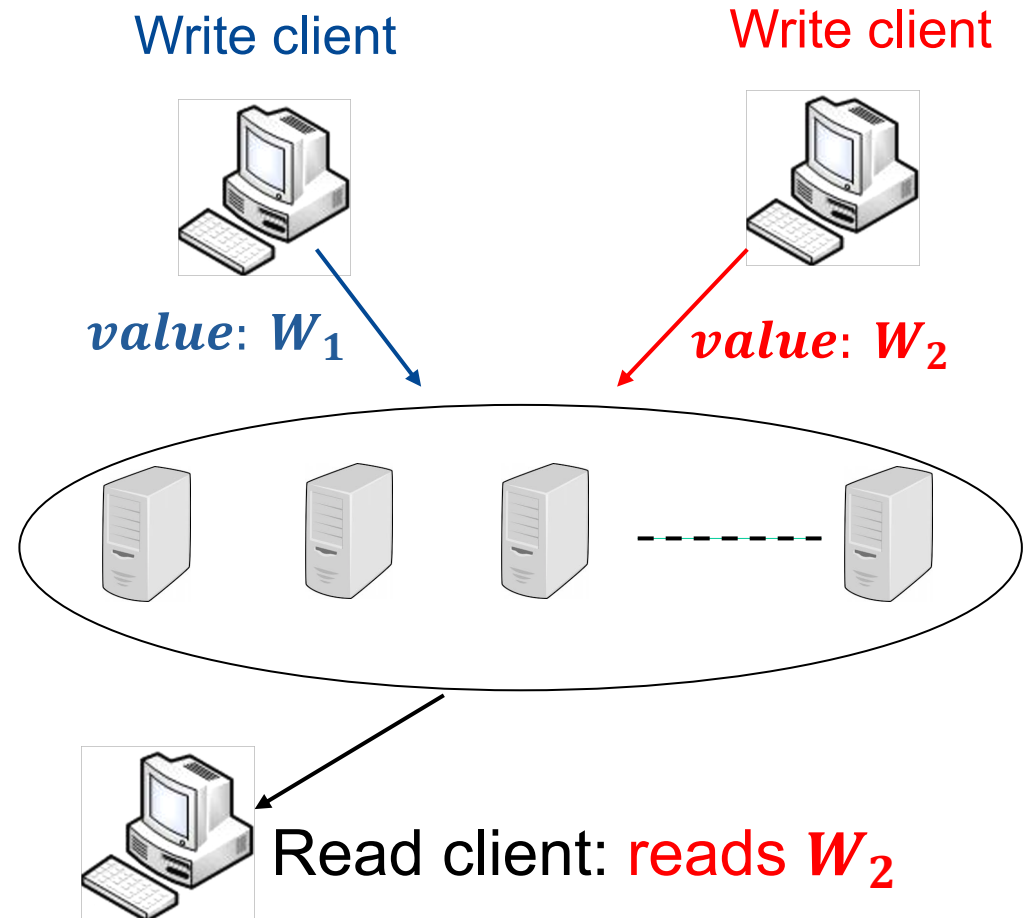 Write client
Write client
value: W₁
value: W₂
Read client: reads W₂